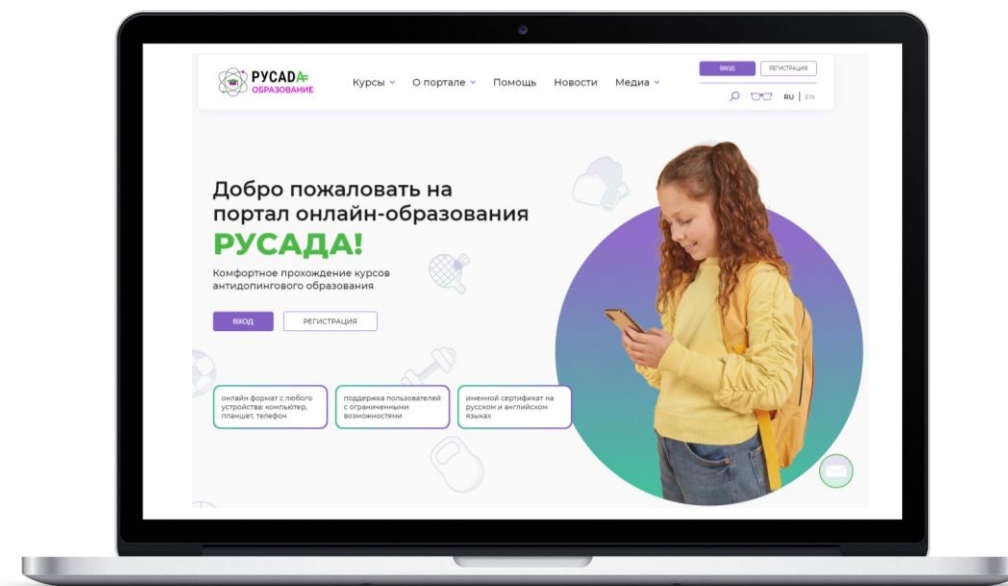 РУСАДА
ОБРАЗОВАНИЕ
Курсы
О портале
Помощь
Новости
Медиа
ВХОД
РЕГИСТРАЦИЯ
RU | EN
Добро пожаловать на
портал онлайн-образования
РУСАДА!
Комфортное прохождение курсов
антидопингового образования
ВХОД
РЕГИСТРАЦИЯ
онлайн формат с любого
устройства: компьютер,
планшет, телефон
поддержка пользователей
с ограниченными
возможностями
именной сертификат на
русском и английском
языках